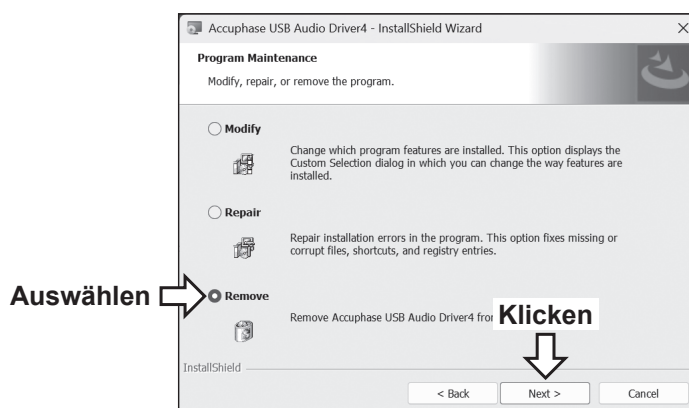 Accuphase USB Audio Driver4 - InstallShield Wizard
Program Maintenance
Modify, repair, or remove the program.
Modify
Change which program features are installed. This option displays the
Custom Selection dialog in which you can change the way features are
installed.
Repair
Repair installation errors in the program. This option fixes missing or
corrupt files, shortcuts, and registry entries.
Auswählen
Remove
Remove Accuphase USB Audio Driver4
Klicken
InstallShield
< Back
Next >
Cancel